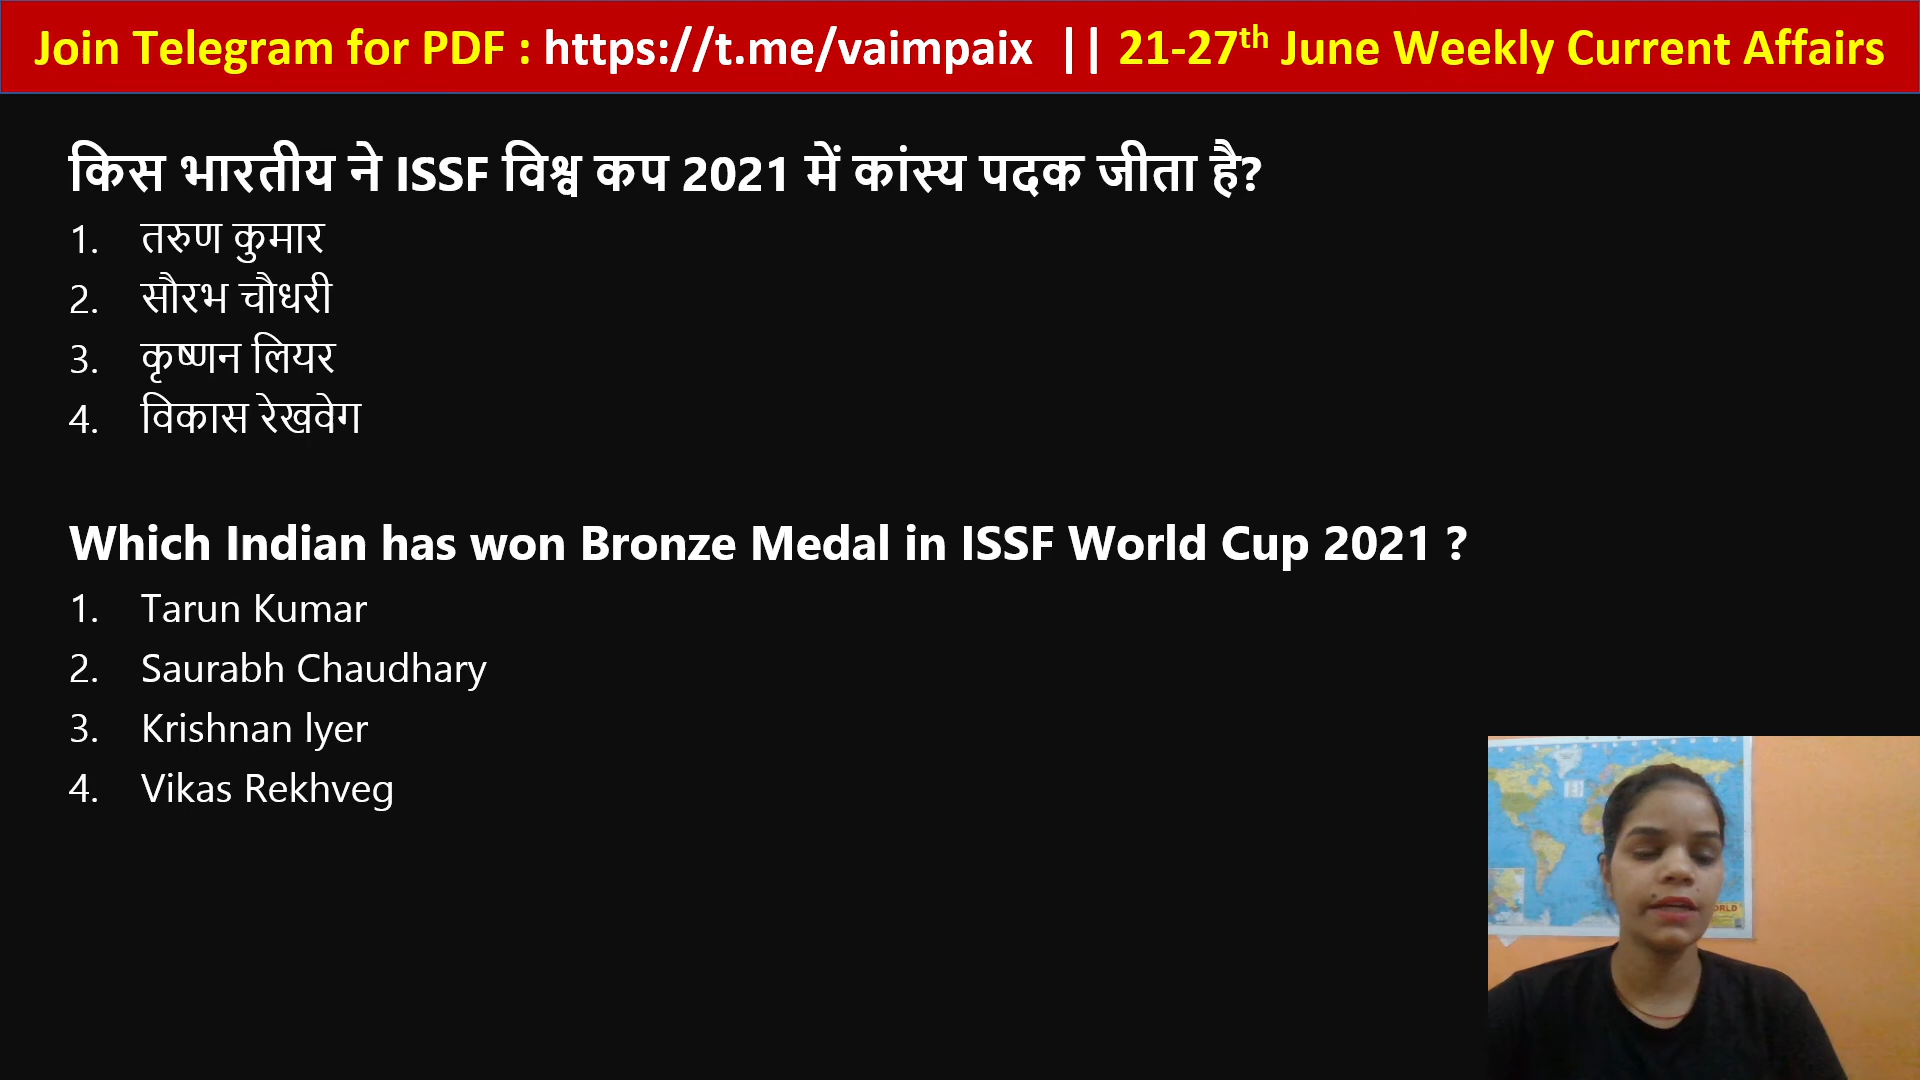 Join Telegram for PDF : https://t.me/vaimpaix || 21-27th June Weekly Current Affairs
किस भारतीय ने ISSF विश्व कप 2021 में कांस्य पदक जीता है?
1. तरुण कुमार
2. सौरभ चौधरी
3. कृष्णन लियर
4. विकास रेखवेग
Which Indian has won Bronze Medal in ISSF World Cup 2021 ?
1. Tarun Kumar
2. Saurabh Chaudhary
3. Krishnan lyer
4. Vikas Rekhveg